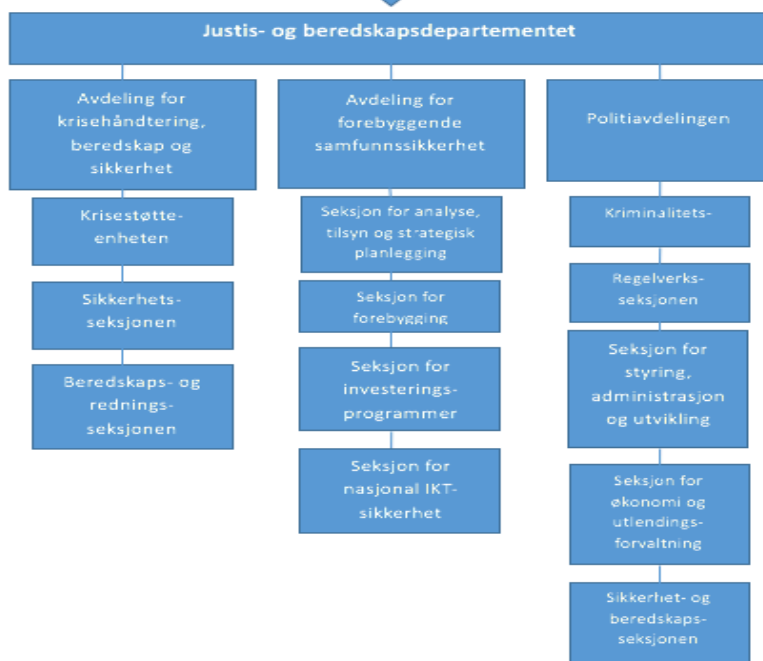 Justis- og beredskapsdepartementet
Avdeling for
krisehåndtering,
beredskap og
sikkerhet
Krisestøtte-
enheten
Sikkerhets-
seksjonen
Beredskaps- og
rednings-
seksjonen
Avdeling for
forebyggende
samfunnssikkerhet
Seksjon for analyse,
tilsyn og strategisk
planlegging
Seksjon for
forebygging
Seksjon for
investerings-
programmer
Seksjon for
nasjonal IKT-
sikkerhet
Politiavdelingen
Kriminalitets-
Regelverks-
seksjonen
Seksjon for
styring,
administrasjon
og utvikling
Seksjon for
økonomi og
utlendings-
forvaltning
Sikkerhet- og
beredskaps-
seksjonen